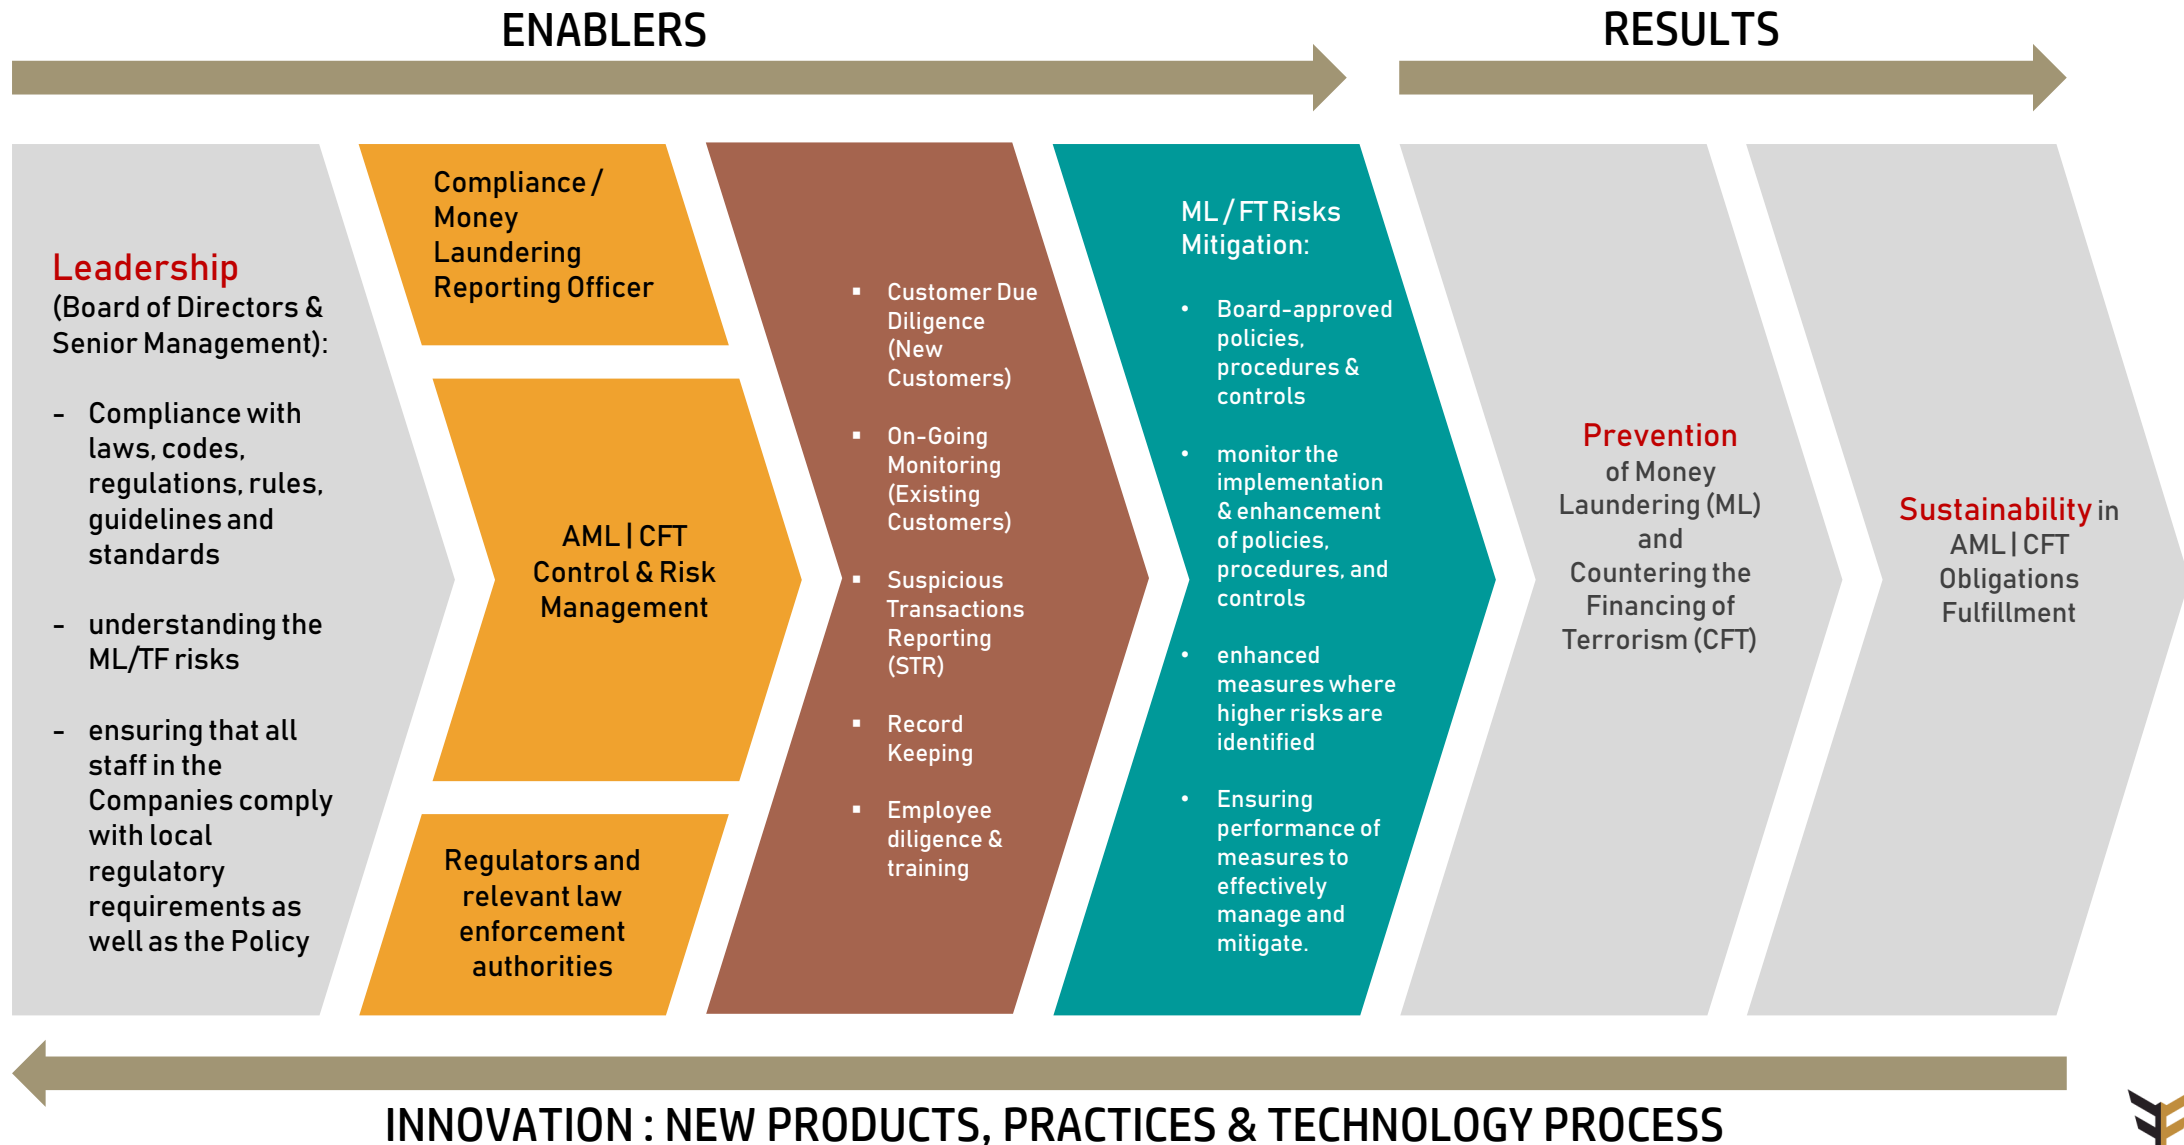 ENABLERS
RESULTS
Leadership
(Board of Directors &
Senior Management):
- Compliance with
laws, codes,
regulations, rules,
guidelines and
standards
- understanding the
ML/TF risks
- ensuring that all
staff in the
Companies comply
with local
regulatory
requirements as
well as the Policy
Compliance /
Money
Laundering
Reporting Officer
AML | CFT
Control & Risk
Management
Regulators and
relevant law
enforcement
authorities
▪ Customer Due
Diligence
(New
Customers)
▪ On-Going
Monitoring
(Existing
Customers)
▪ Suspicious
Transactions
Reporting
(STR)
▪ Record
Keeping
▪ Employee
diligence &
training
ML / FT Risks
Mitigation:
• Board-approved
policies,
procedures &
controls
• monitor the
implementation
& enhancement
of policies,
procedures, and
controls
• enhanced
measures where
higher risks are
identified
• Ensuring
performance of
measures to
effectively
manage and
mitigate.
Prevention
of Money
Laundering (ML)
and
Countering the
Financing of
Terrorism (CFT)
Sustainability in
AML | CFT
Obligations
Fulfillment
INNOVATION : NEW PRODUCTS, PRACTICES & TECHNOLOGY PROCESS